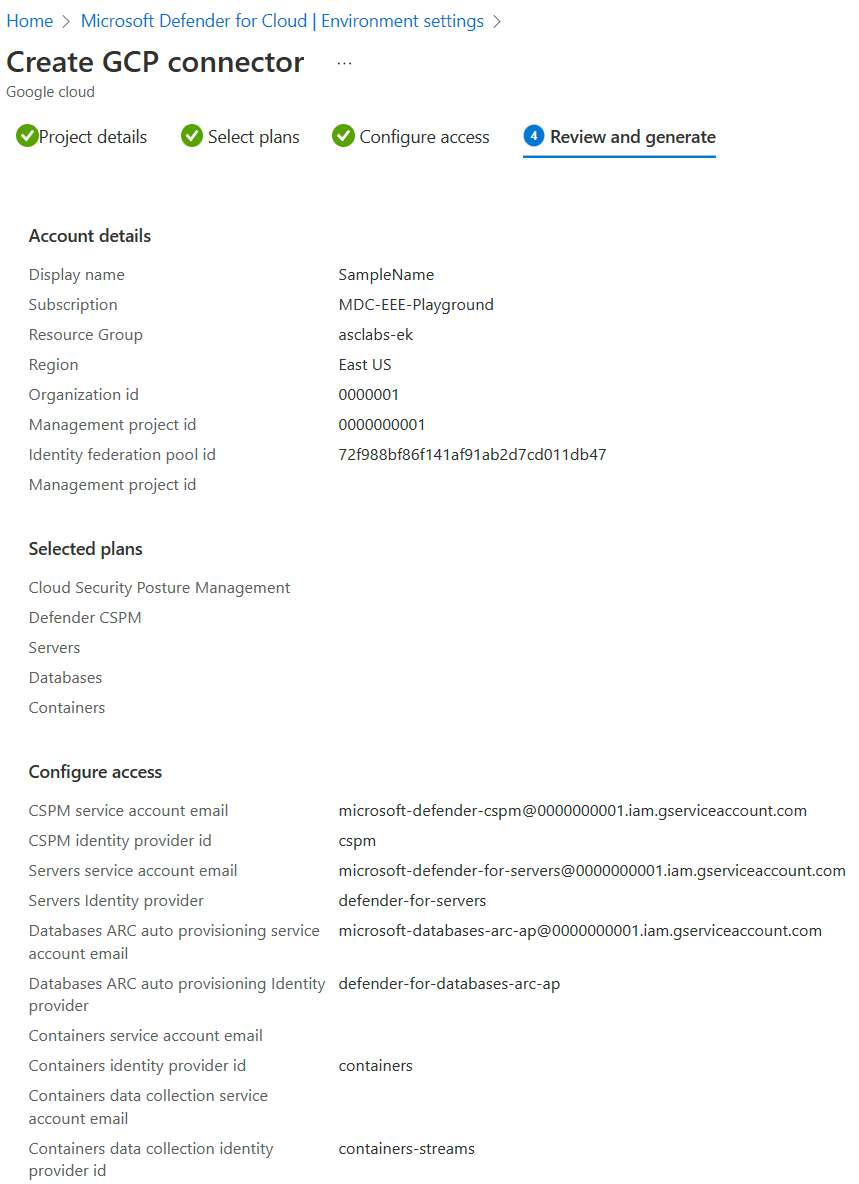 Home > Microsoft Defender for Cloud | Environment settings >
Create GCP connector ...
Google cloud
Project details Select plans Configure access 4 Review and generate
Account details
Display name SampleName
Subscription MDC-EEE-Playground
Resource Group asclabs-ek
Region East US
Organization id 0000001
Management project id 0000000001
Identity federation pool id 72f988bf86f141af91ab2d7cd011db47
Management project id
Selected plans
Cloud Security Posture Management
Defender CSPM
Servers
Databases
Containers
Configure access
CSPM service account email microsoft-defender-cspm@0000000001.iam.gserviceaccount.com
CSPM identity provider id cspm
Servers service account email microsoft-defender-for-servers@0000000001.iam.gserviceaccount.com
Servers Identity provider defender-for-servers
Databases ARC auto provisioning service microsoft-databases-arc-ap@0000000001.iam.gserviceaccount.com
account email
Databases ARC auto provisioning Identity defender-for-databases-arc-ap
provider
Containers service account email
Containers identity provider id containers
Containers data collection service
account email
Containers data collection identity containers-streams
provider id